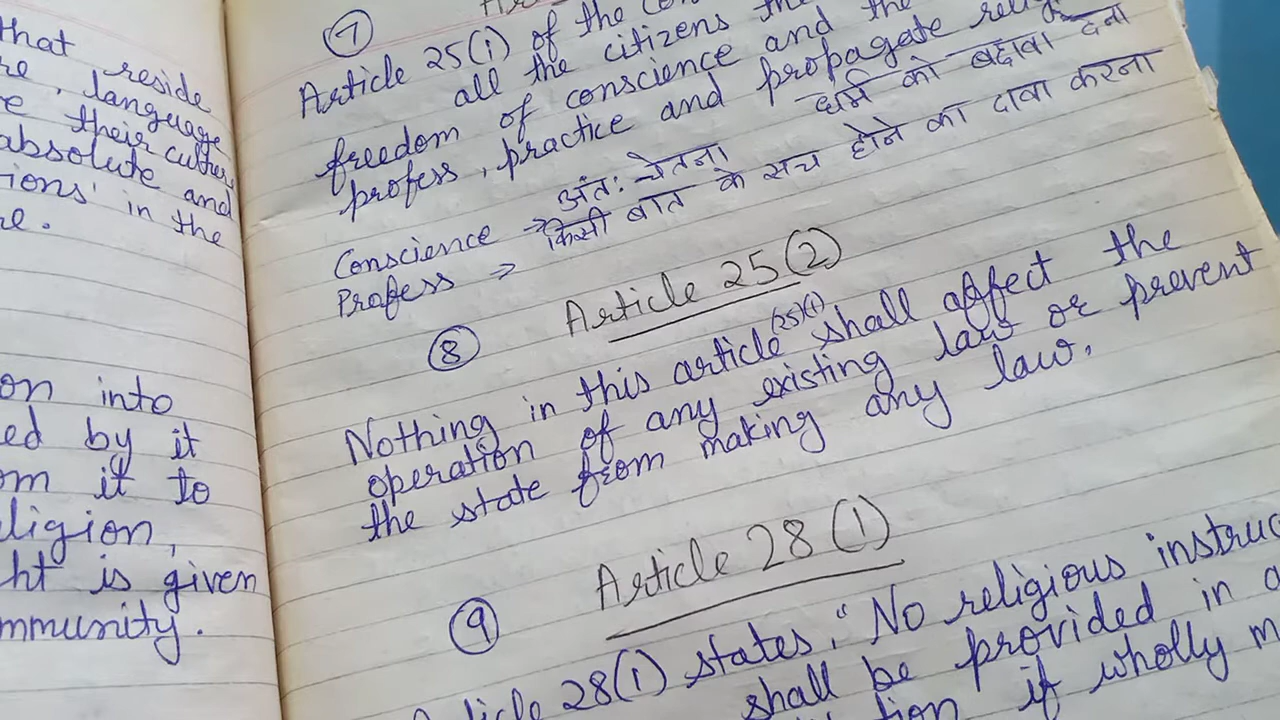 that reside
language
their culture
absolute and
in the
on into
ed by it
om it to
ligion,
ht is given
mmunity.
7
Article 25(1) of the
all the citizens
freedom of conscience and the
profess, practice and propagate
धर्म को बढ़ावा देना
Conscience → अंतः चेतना
Profess → किसी बात के सच होने का दावा करना
Article 25(2)
8
Nothing in this article (25)(1) shall affect the
operation of any existing law or prevent
the state from making any law.
Article 28(1)
9
28(1) states, "No religious instruc
shall be provided in a
if wholly m